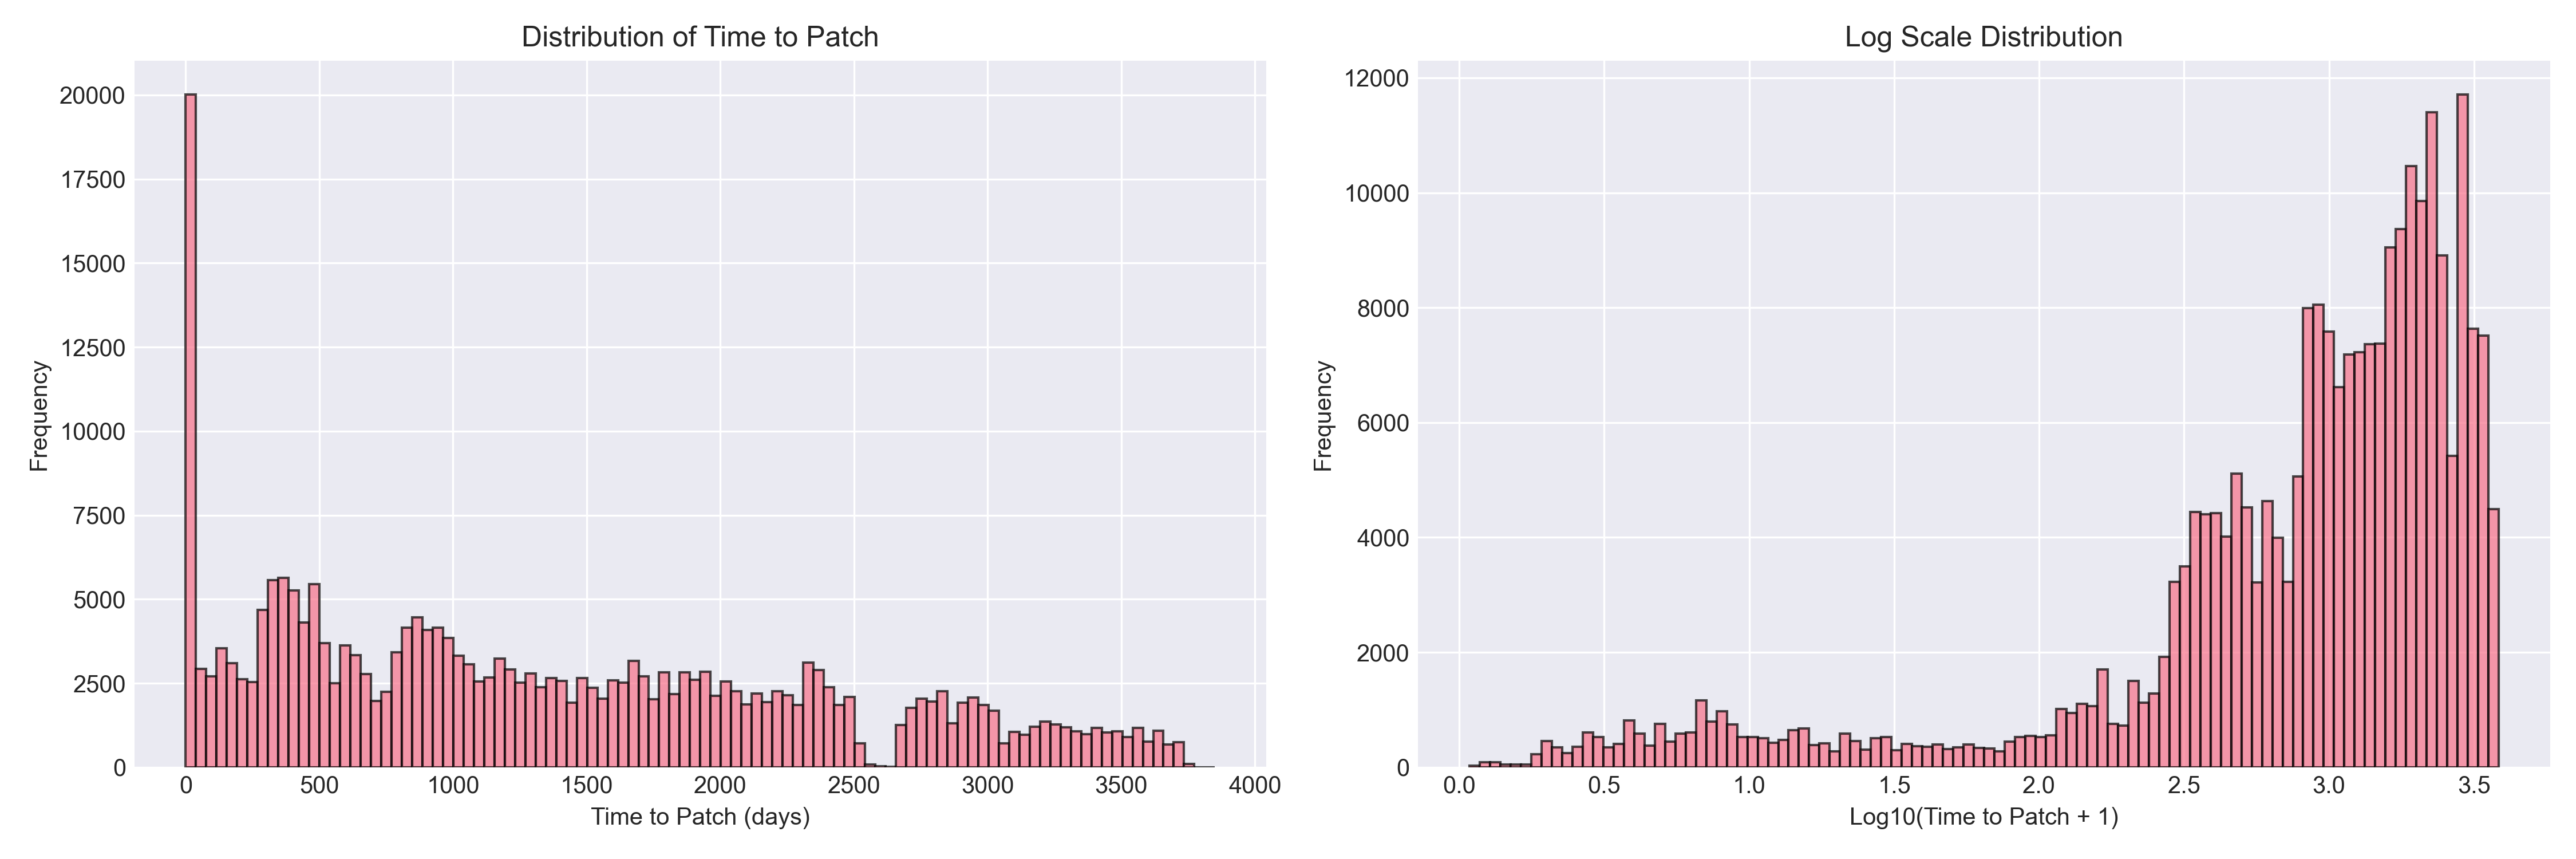 Distribution of Time to Patch
20000
17500
15000
12500
10000
7500
5000
2500
0
Frequency
0 500 1000 1500 2000 2500 3000 3500 4000
Time to Patch (days)
Log Scale Distribution
12000
10000
8000
6000
4000
2000
0
Frequency
0.0 0.5 1.0 1.5 2.0 2.5 3.0 3.5
Log10(Time to Patch + 1)